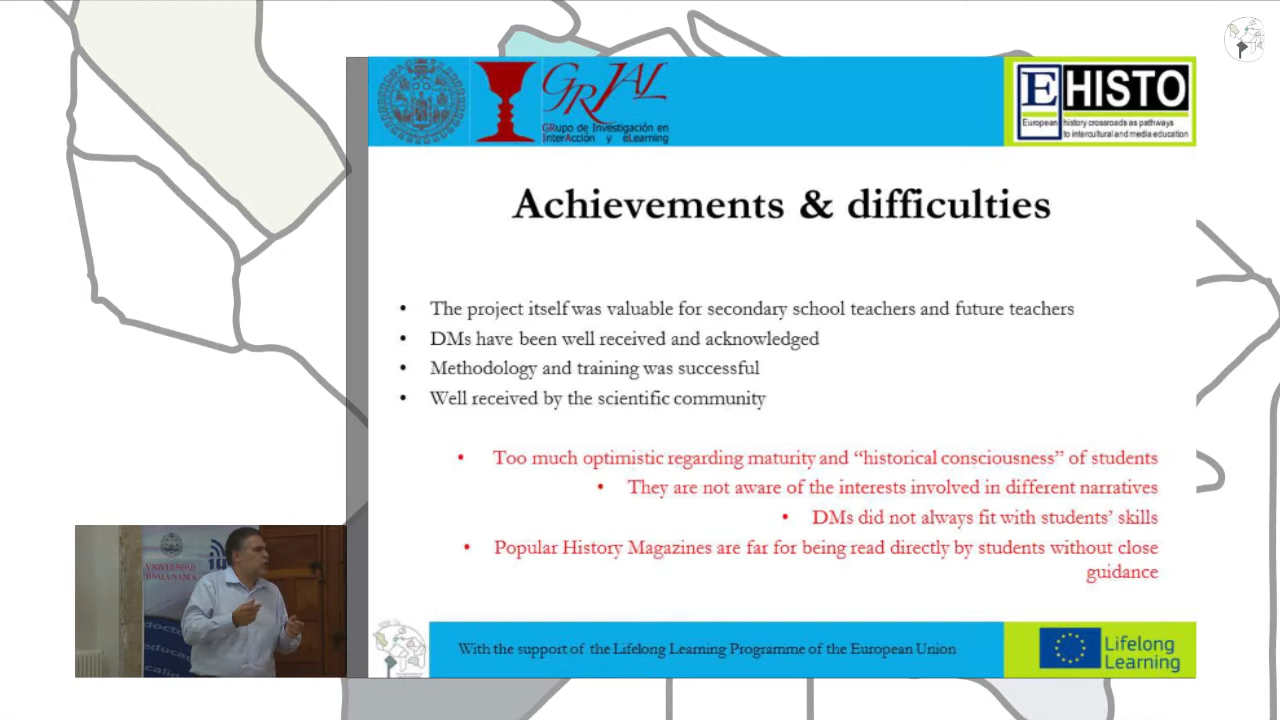 GRIAL
GRupo de Investigación en
InterAcción y eLearning
EHISTO
European history crossroads as pathways
to intercultural and media education
Achievements & difficulties
• The project itself was valuable for secondary school teachers and future teachers
• DMs have been well received and acknowledged
• Methodology and training was successful
• Well received by the scientific community
• Too much optimistic regarding maturity and “historical consciousness” of students
• They are not aware of the interests involved in different narratives
• DMs did not always fit with students’ skills
• Popular History Magazines are far for being read directly by students without close
guidance
UNIVERSIDAD
D SALAMANCA
docto
educa
With the support of the Lifelong Learning Programme of the European Union
Lifelong
Learning